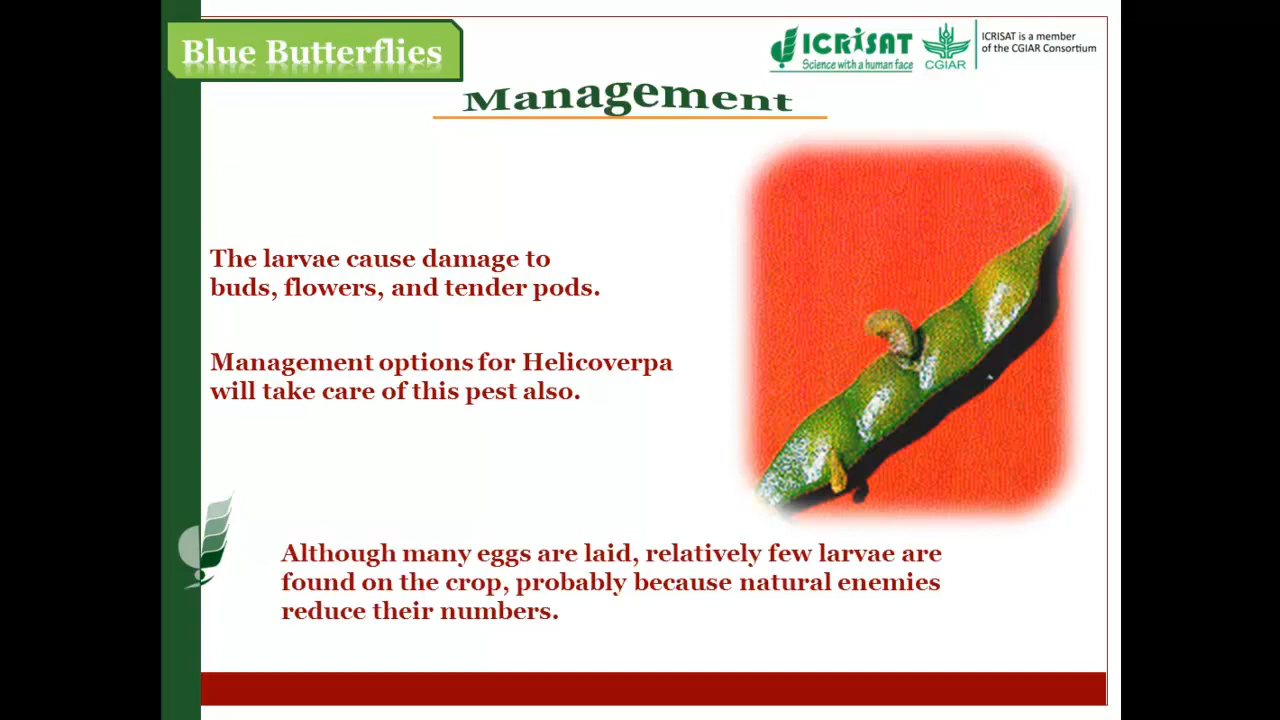 Blue Butterflies
ICRISAT
Science with a human face
CGIAR
ICRISAT is a member
of the CGIAR Consortium
Management
The larvae cause damage to
buds, flowers, and tender pods.
Management options for Helicoverpa
will take care of this pest also.
Although many eggs are laid, relatively few larvae are
found on the crop, probably because natural enemies
reduce their numbers.